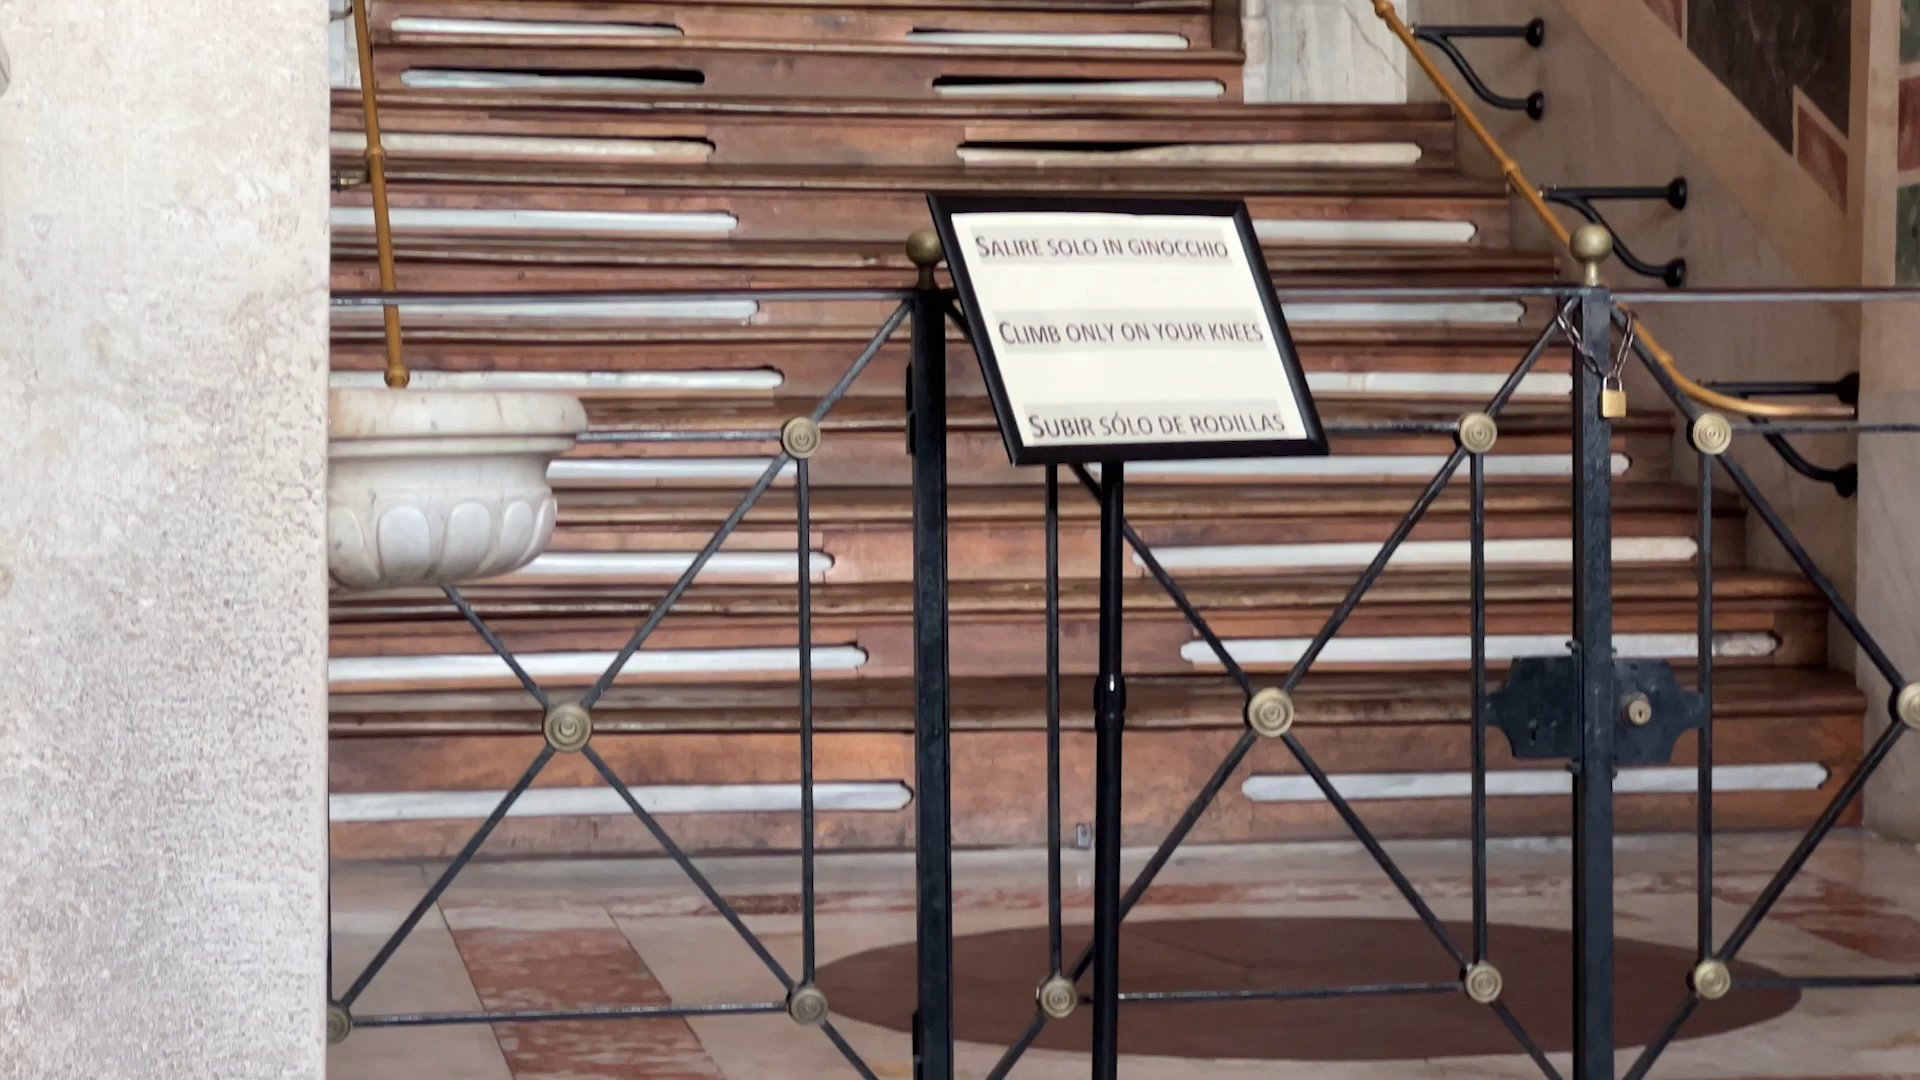 SALIRE SOLO IN GINOCCHIO
CLIMB ONLY ON YOUR KNEES
SUBIR SÓLO DE RODILLAS